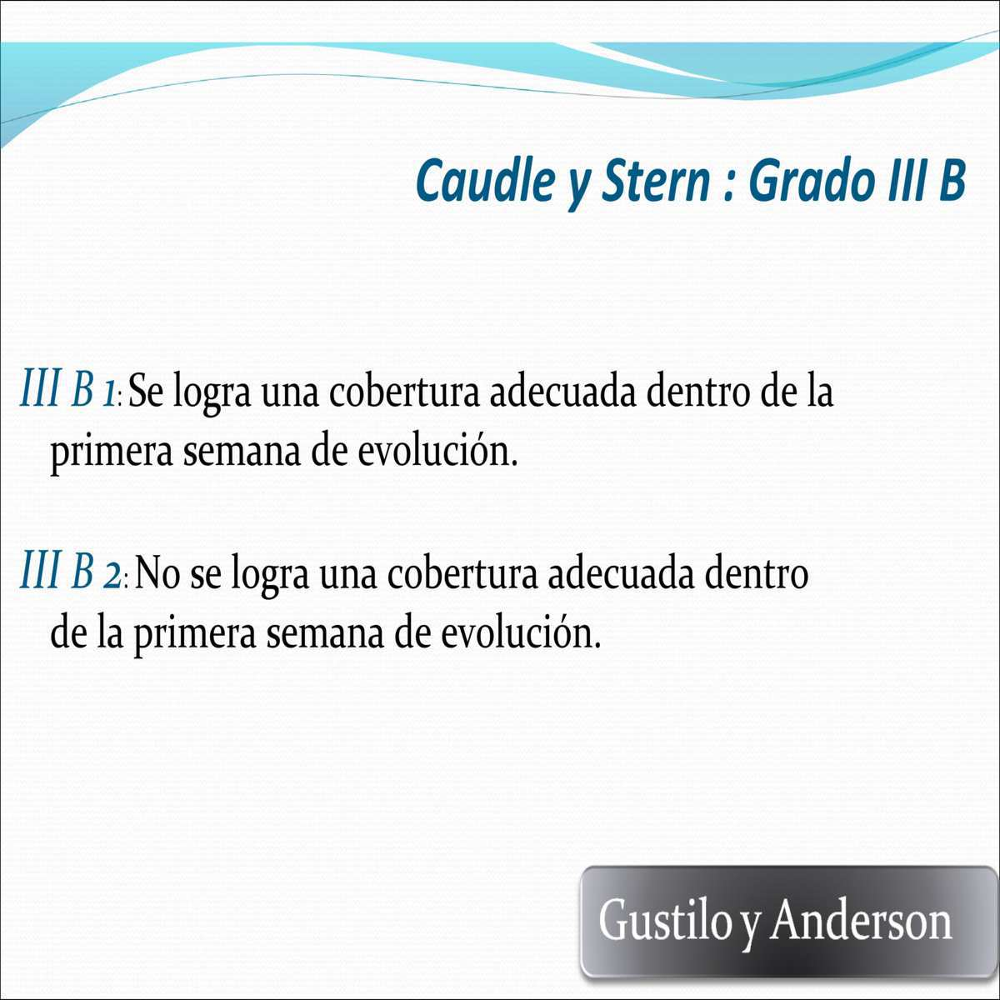 Caudle y Stern : Grado III B
III B 1: Se logra una cobertura adecuada dentro de la
primera semana de evolución.
III B 2: No se logra una cobertura adecuada dentro
de la primera semana de evolución.
Gustilo y Anderson